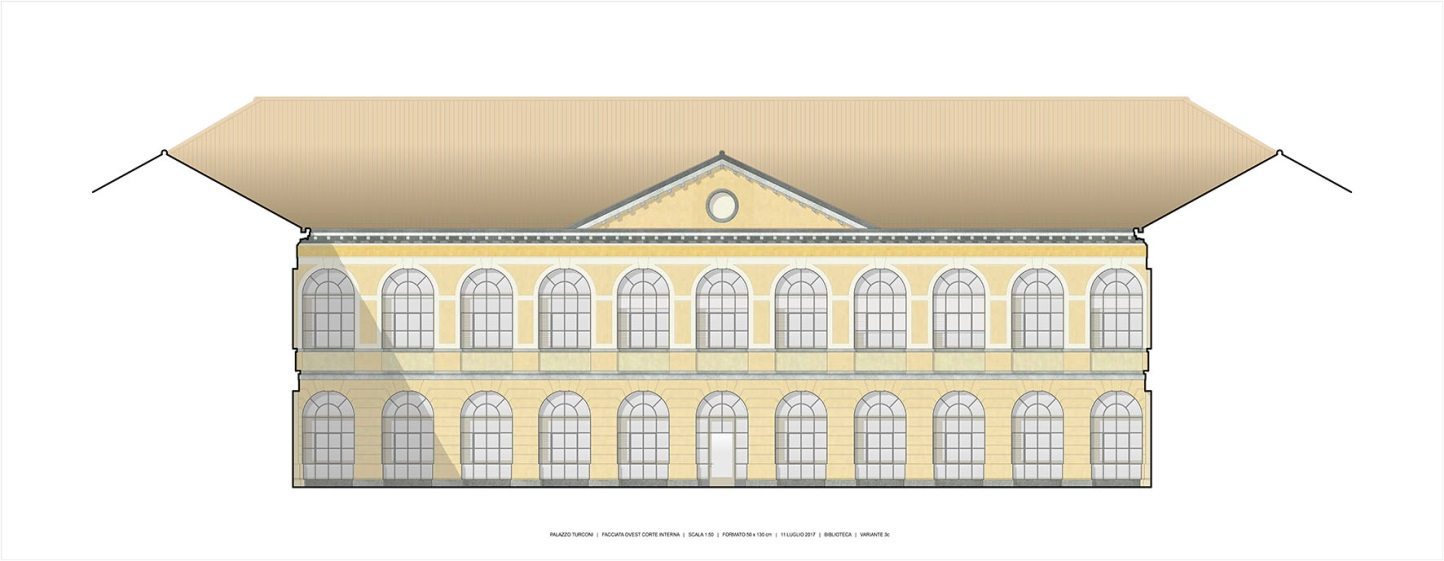 PALAZZO TURCONI | FACCIATA OVEST CORTE INTERNA | SCALA 1:50 | FORMATO 50 x 130 cm | 11 LUGLIO 2017 | BIBLIOTECA | VARIANTE 3c